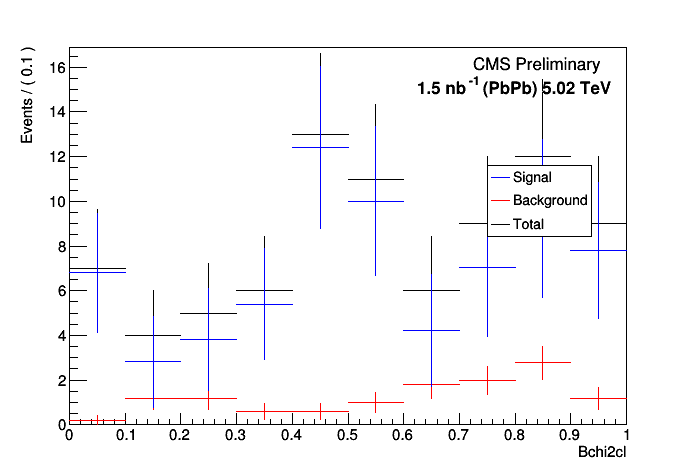 CMS Preliminary
1.5 nb-1 (PbPb) 5.02 TeV
Events / ( 0.1 )
16
14
12
10
8
6
4
2
0
Signal
Background
Total
0 0.1 0.2 0.3 0.4 0.5 0.6 0.7 0.8 0.9 1
Bchi2cl